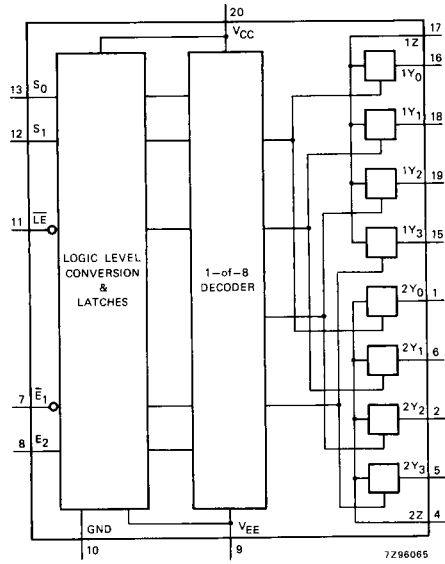 20
VCC
17
1Z
16
1Y0
13 S0
12 S1
18
1Y1
19
1Y2
11 LE
15
1Y3
LOGIC LEVEL
CONVERSION
&
LATCHES
1-of-8
DECODER
2Y0 1
2Y1 6
7 E1
2Y2 2
8 E2
2Y3 5
2Z 4
GND
VEE
10
9
7Z96065